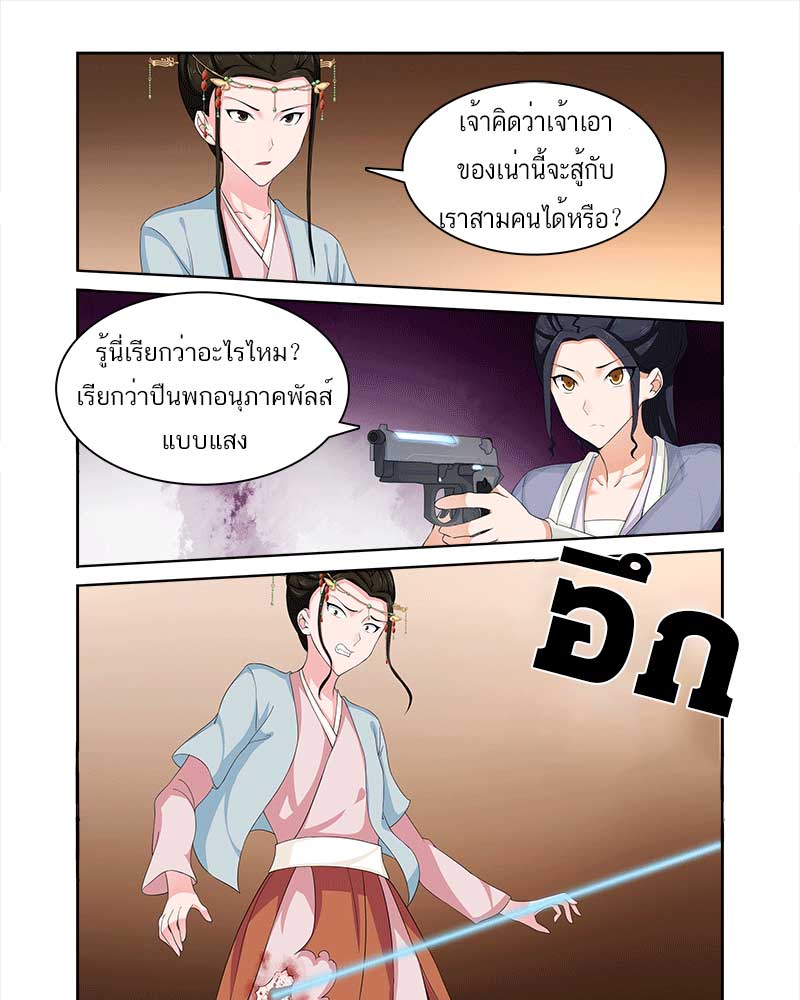 เจ้าคิดว่าเจ้าเอา
ของเน่านี้จะสู้กับ
เราสามคนได้หรือ?
รู้นี่เรียกว่าอะไรไหม?
เรียกว่าปืนพกอนุภาคพัลส์
แบบแสง
อึก